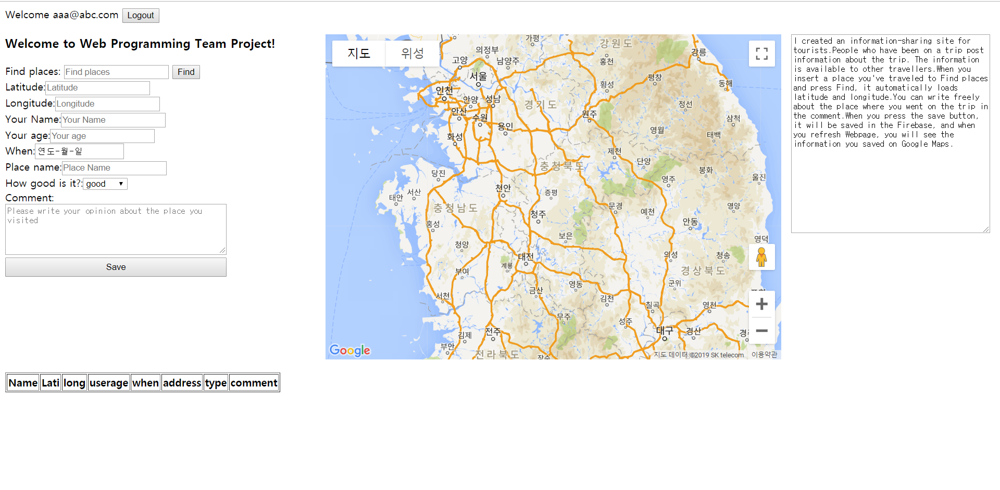 Welcome aaa@abc.com Logout
Welcome to Web Programming Team Project!
Find places: Find places Find
Latitude: Latitude
Longitude: Longitude
Your Name: Your Name
Your age: Your age
When: 연도-월-일
Place name: Place Name
How good is it?: good
Comment:
Please write your opinion about the place you
visited
Save
지도 위성
가평
강원도
의정부
고양
남양주
홍천
강릉
서울
평창
동해
횡성
인천
안양
성남
경기도
정선
안산
수원
원주
삼척
용인
영월
화성
태백
제천
단양
충청북도
봉화
당진
영주
울진
천안
서산
증평
태안
충청남도
문경
영양
청주
예천
안동
홍성
보은
영덕
청양
대전
의성
청송
계룡
부여
경상북도
영동
군위
금산
서천
김천
칠곡
영천
무주
성주
대구
경산
김제
전주
부안
전라북도
장수
Google
지도 데이터 ©2019 SK telecom 이용약관
I created an information-sharing site for
tourists.People who have been on a trip post
information about the trip. The information
is available to other travellers.When you
insert a place you've traveled to Find places
and press Find, it automatically loads
latitude and longitude.You can write freely
about the place where you went on the trip in
the comment.When you press the save button,
it will be saved in the Firebase, and when
you refresh Webpage, you will see the
information you saved on Google Maps.
Name Lati long userage when address type comment